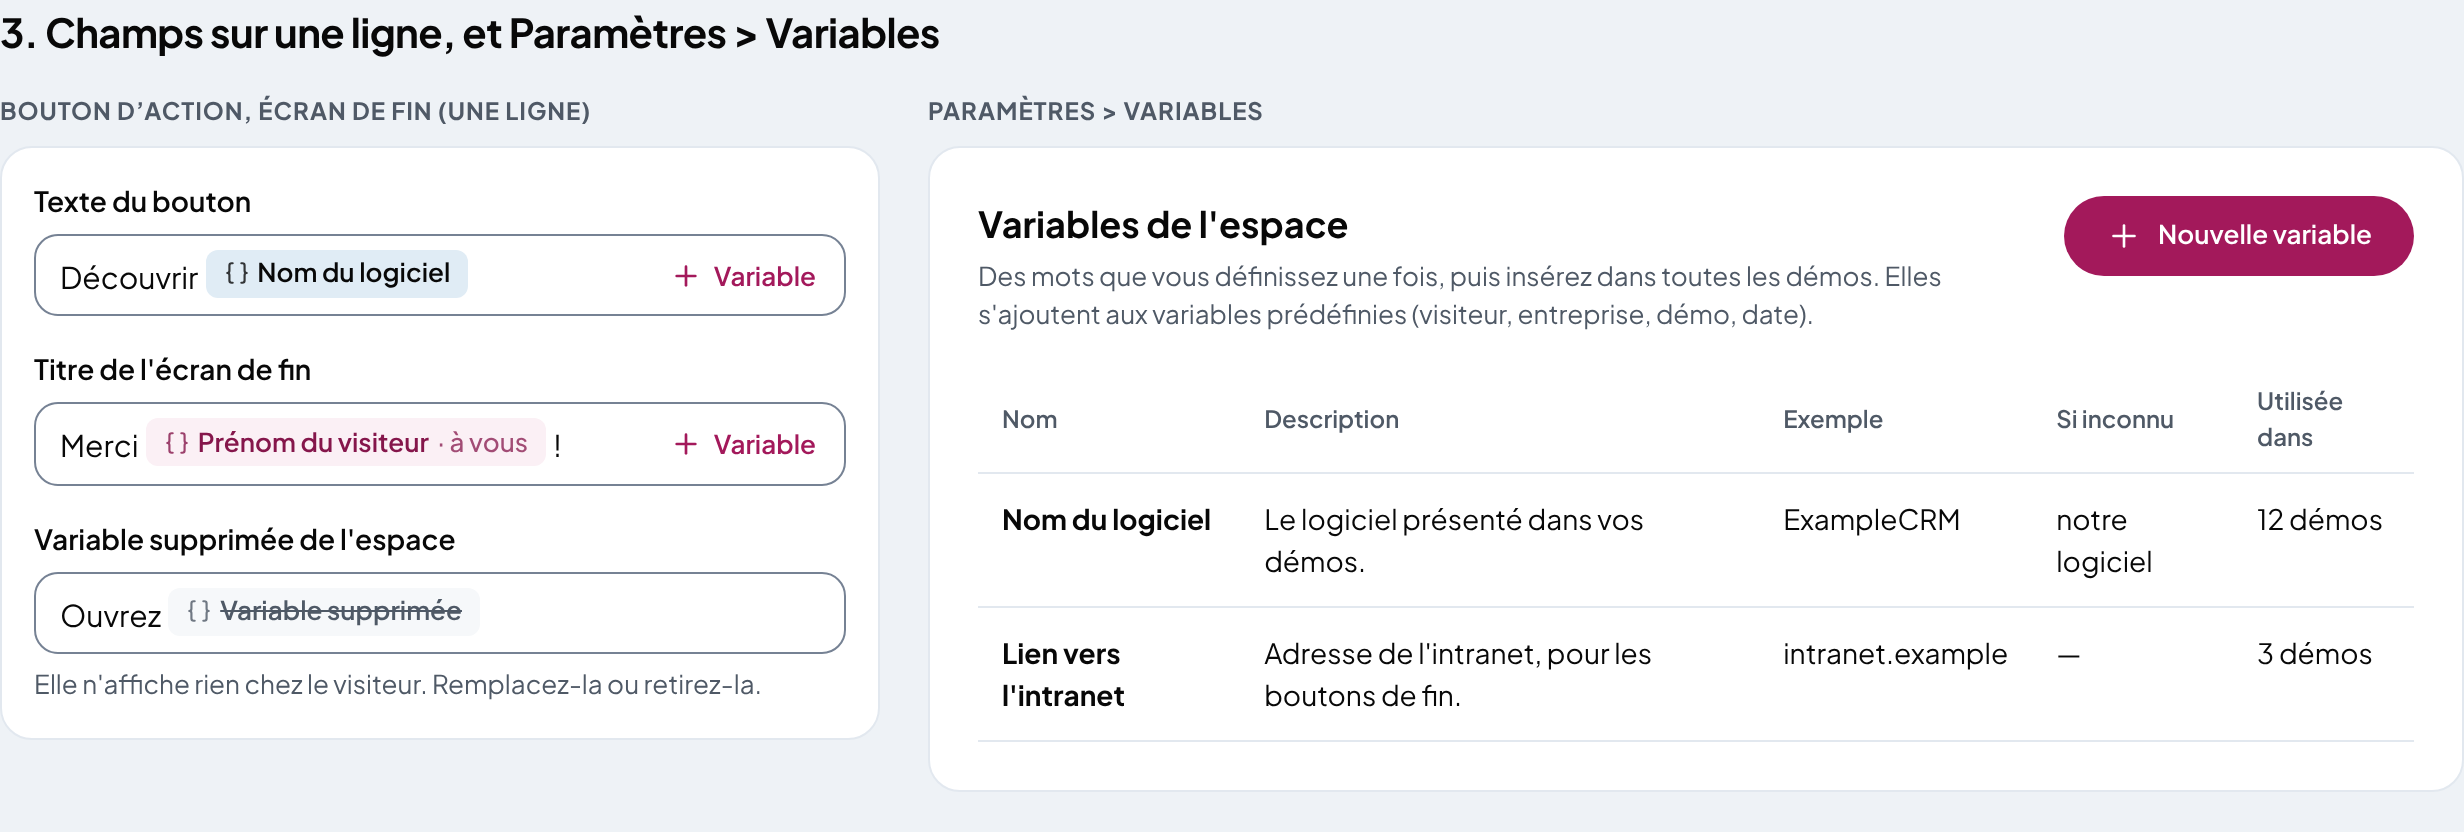 3. Champs sur une ligne, et Paramètres > Variables
BOUTON D’ACTION, ÉCRAN DE FIN (UNE LIGNE)
Texte du bouton
Découvrir {} Nom du logiciel + Variable
Titre de l'écran de fin
Merci {} Prénom du visiteur · à vous ! + Variable
Variable supprimée de l'espace
Ouvrez {} Variable supprimée
Elle n'affiche rien chez le visiteur. Remplacez-la ou retirez-la.
PARAMÈTRES > VARIABLES
Variables de l'espace
+ Nouvelle variable
Des mots que vous définissez une fois, puis insérez dans toutes les démos. Elles
s'ajoutent aux variables prédéfinies (visiteur, entreprise, démo, date).
Nom Description Exemple Si inconnu Utilisée
dans
Nom du logiciel Le logiciel présenté dans vos ExampleCRM notre 12 démos
démos. logiciel
Lien vers Adresse de l'intranet, pour les intranet.example — 3 démos
l'intranet boutons de fin.